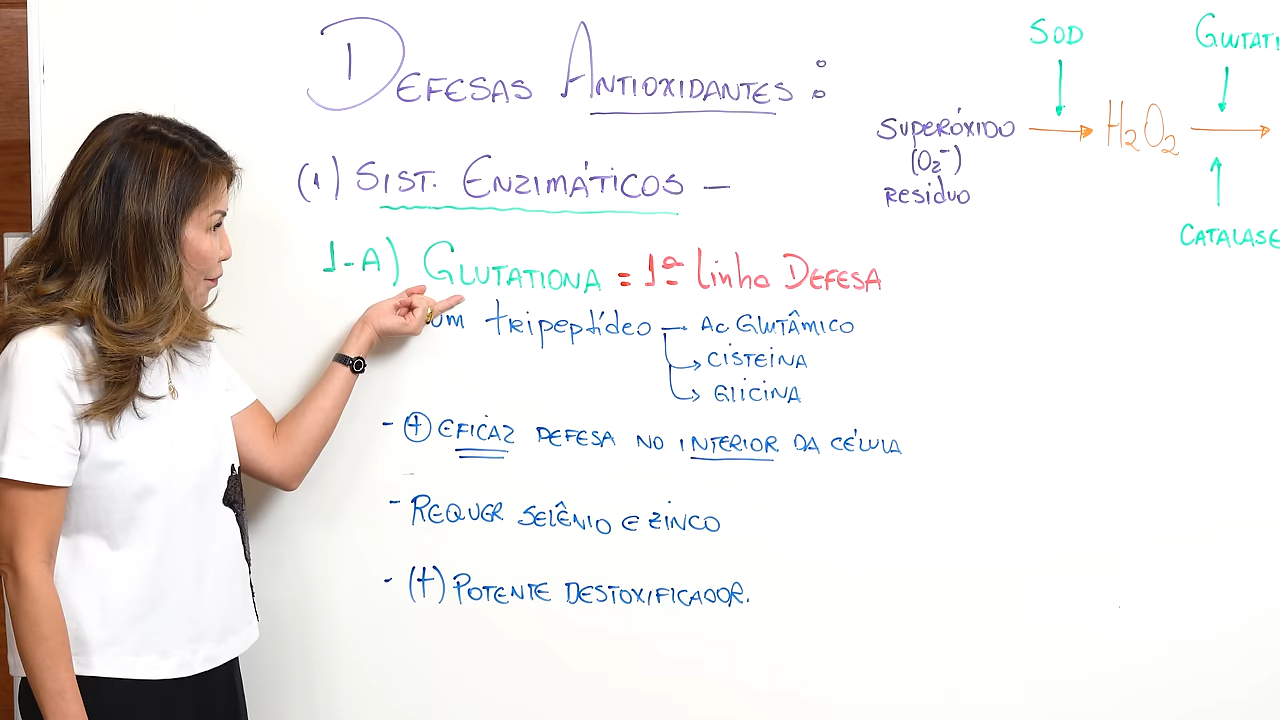 DEFESAS ANTIOXIDANTES:
(1) SIST. ENZIMÁTICOS –
1-A) GLUTATIONA = 1ª Linha DEFESA
um tripeptídeo → Ac GLUTÂMICO
→ CISTEÍNA
→ GLICINA
- (+) EFICAZ DEFESA NO INTERIOR DA CÉLULA
- REQUER SELÊNIO E ZINCO
- (+) POTENTE DESTOXIFICADOR.
SOD
GLUTATI
SUPERÓXIDO → H₂O₂ →
(O₂⁻)
RESÍDUO
CATALASE